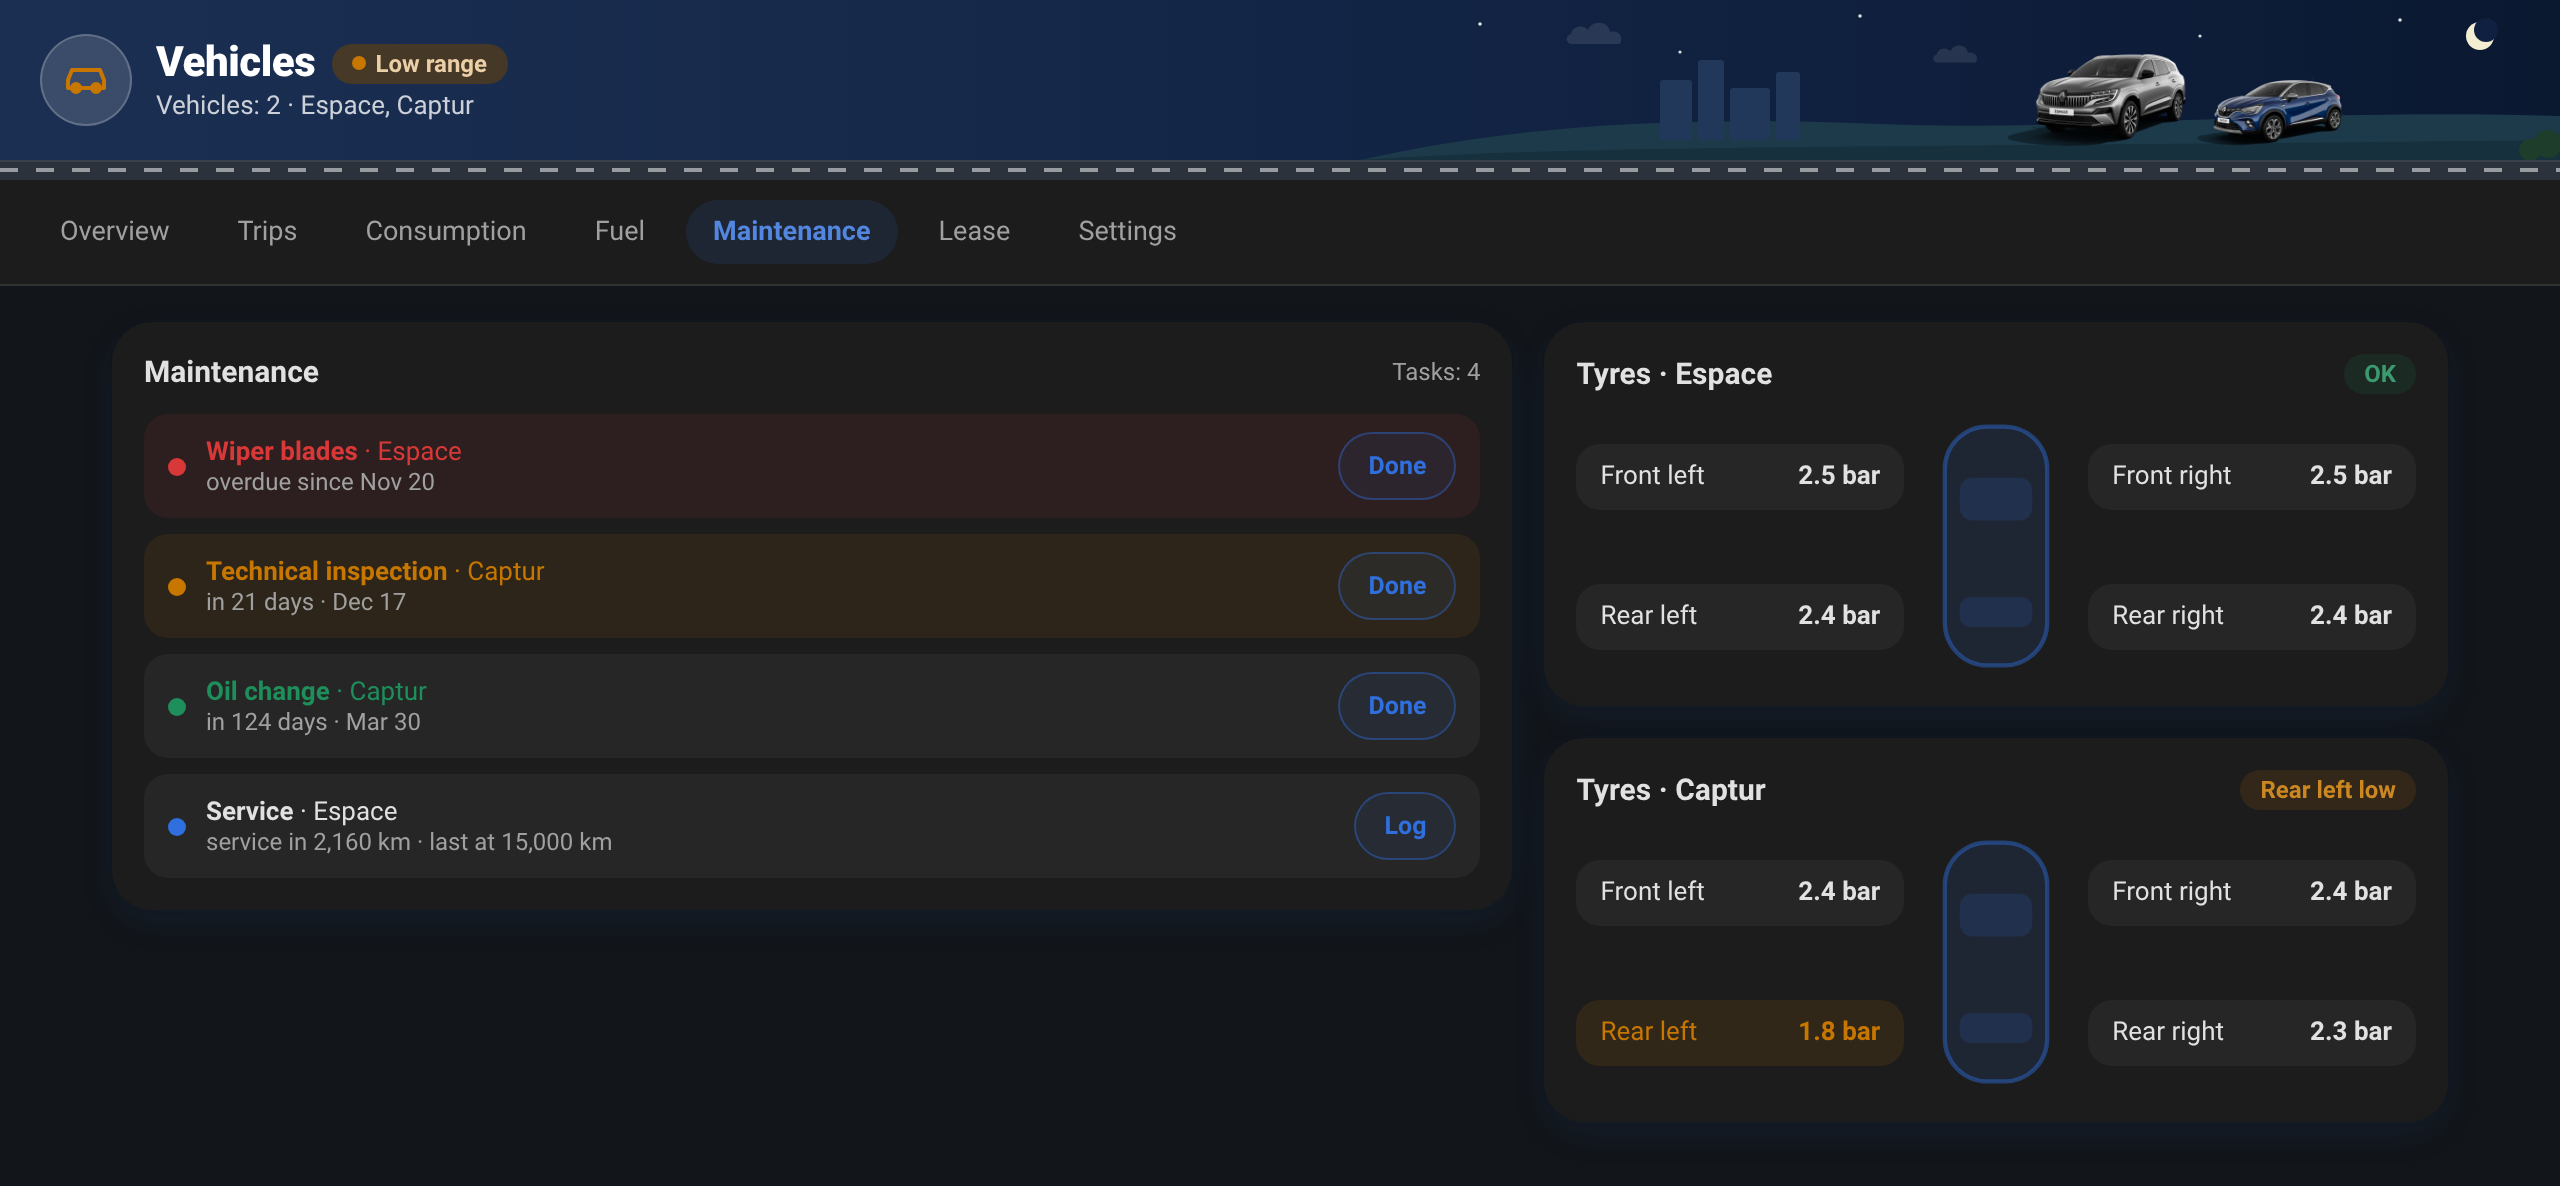 Vehicles
Low range
Vehicles: 2 · Espace, Captur
Overview
Trips
Consumption
Fuel
Maintenance
Lease
Settings
Maintenance
Tasks: 4
Wiper blades · Espace
overdue since Nov 20
Done
Technical inspection · Captur
in 21 days · Dec 17
Done
Oil change · Captur
in 124 days · Mar 30
Done
Service · Espace
service in 2,160 km · last at 15,000 km
Log
Tyres · Espace
OK
Front left 2.5 bar
Front right 2.5 bar
Rear left 2.4 bar
Rear right 2.4 bar
Tyres · Captur
Rear left low
Front left 2.4 bar
Front right 2.4 bar
Rear left 1.8 bar
Rear right 2.3 bar